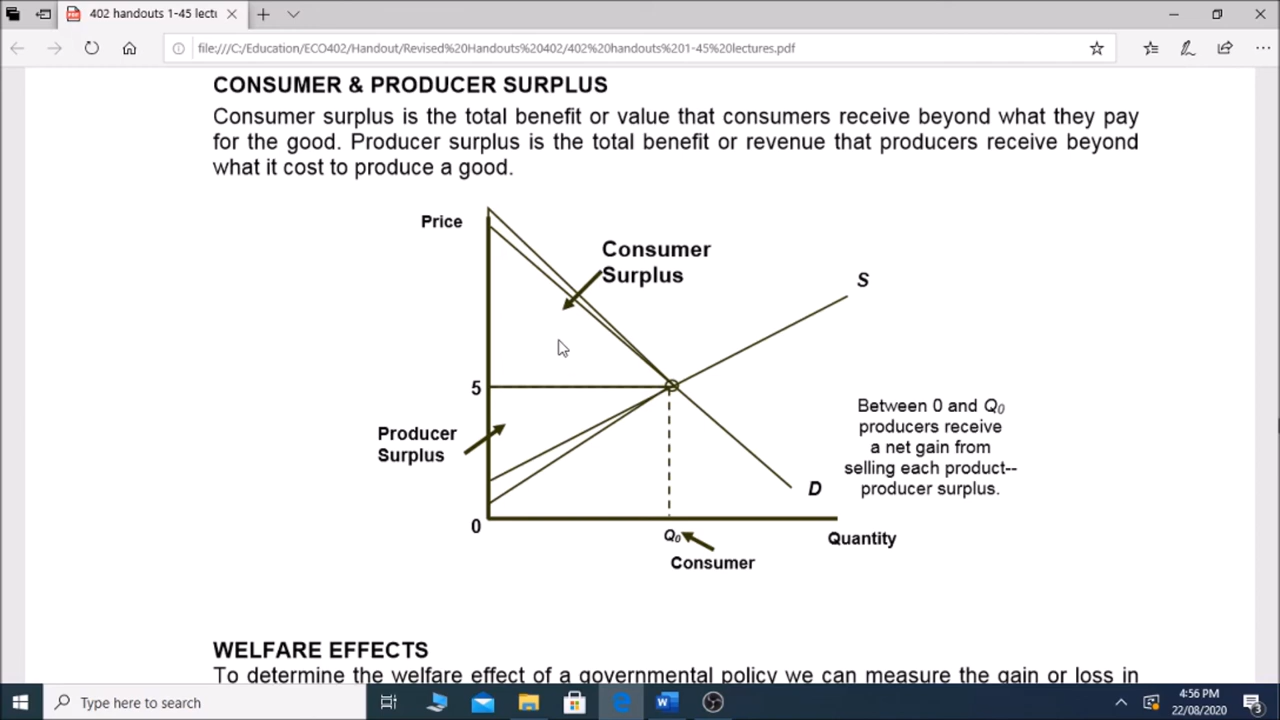 402 handouts 1-45 lectu
file:///C:/Education/ECO402/Handout/Revised%20Handouts%20402/402%20handouts%201-45%20lectures.pdf
CONSUMER & PRODUCER SURPLUS
Consumer surplus is the total benefit or value that consumers receive beyond what they pay
for the good. Producer surplus is the total benefit or revenue that producers receive beyond
what it cost to produce a good.
Price
Consumer
Surplus
S
5
Between 0 and Q0
producers receive
a net gain from
selling each product--
producer surplus.
Producer
Surplus
D
0
Q0
Quantity
Consumer
WELFARE EFFECTS
To determine the welfare effect of a governmental policy we can measure the gain or loss in
Type here to search
4:56 PM
22/08/2020
3